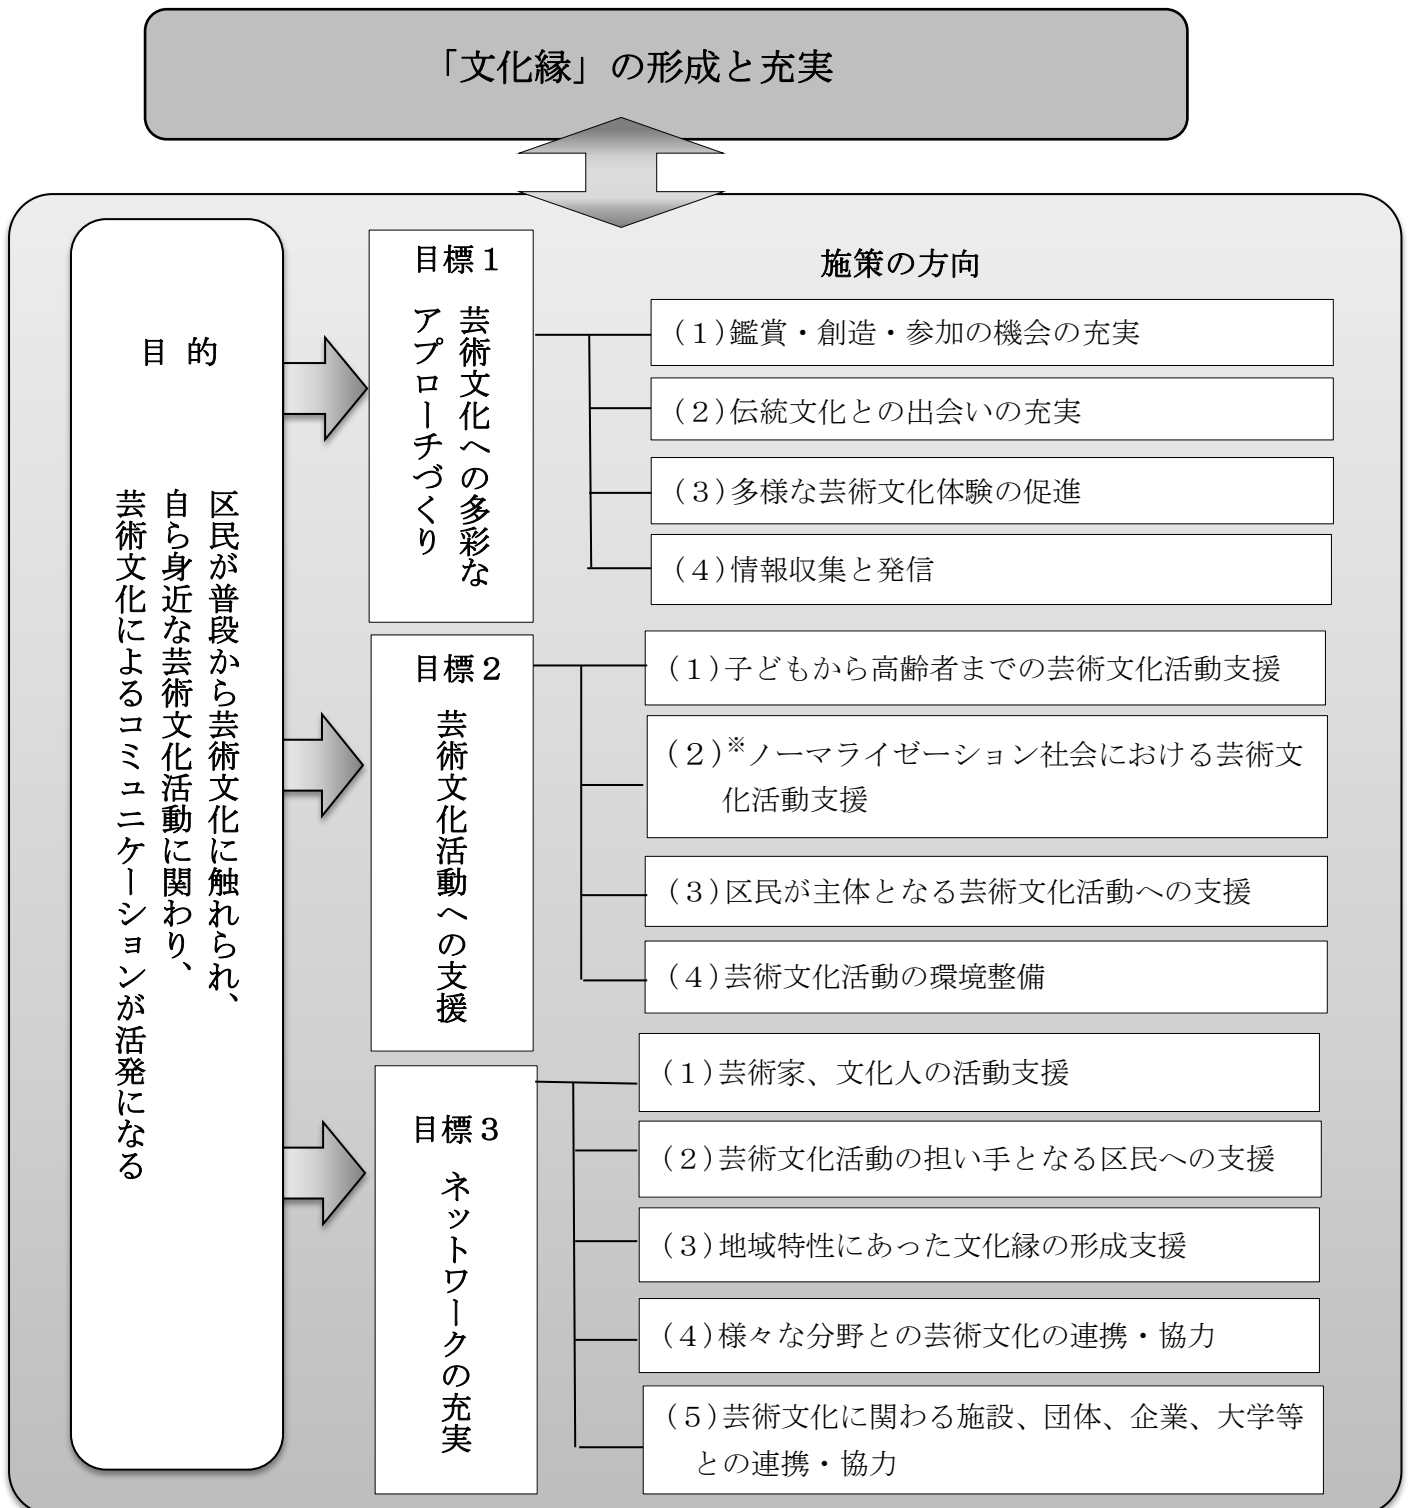 「文化縁」の形成と充実
目 的
区民が普段から芸術文化に触れられ、
自ら身近な芸術文化活動に関わり、
芸術文化によるコミュニケーションが活発になる
施策の方向
目標１
芸術文化への多彩な
アプローチづくり
（１）鑑賞・創造・参加の機会の充実
（２）伝統文化との出会いの充実
（３）多様な芸術文化体験の促進
（４）情報収集と発信
目標２
芸術文化活動への支援
（１）子どもから高齢者までの芸術文化活動支援
（２）※ノーマライゼーション社会における芸術文
化活動支援
（３）区民が主体となる芸術文化活動への支援
（４）芸術文化活動の環境整備
目標３
ネットワークの充実
（１）芸術家、文化人の活動支援
（２）芸術文化活動の担い手となる区民への支援
（３）地域特性にあった文化縁の形成支援
（４）様々な分野との芸術文化の連携・協力
（５）芸術文化に関わる施設、団体、企業、大学等
との連携・協力